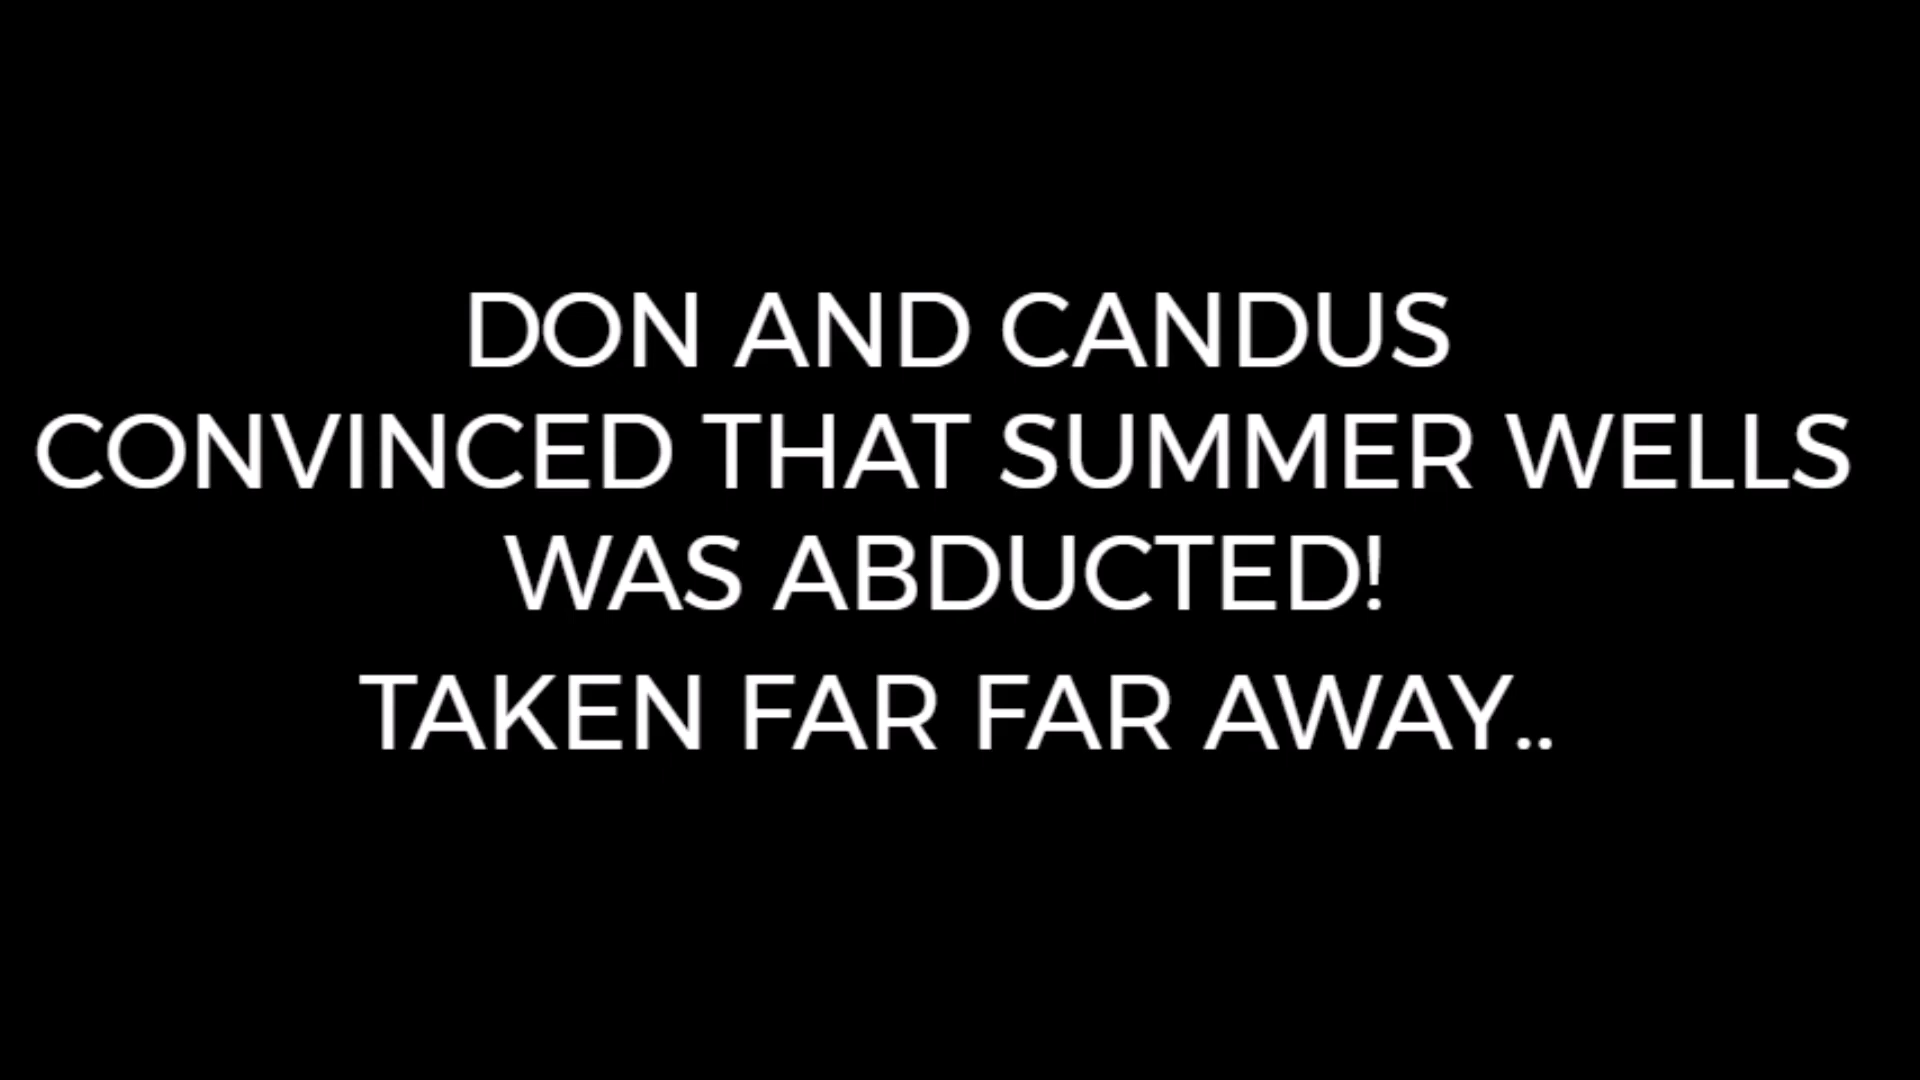 DON AND CANDUS
CONVINCED THAT SUMMER WELLS
WAS ABDUCTED!
TAKEN FAR FAR AWAY..